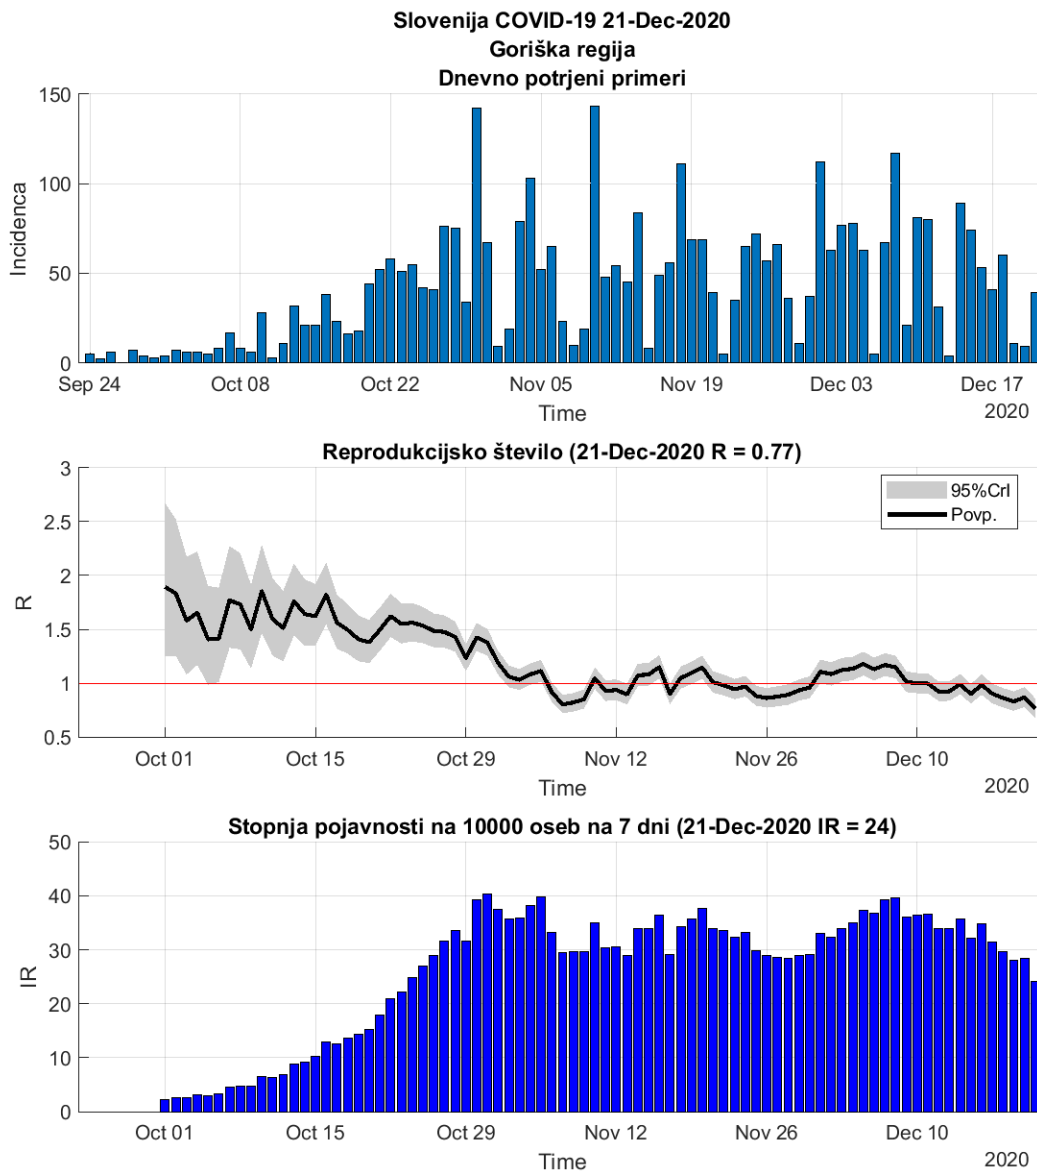 Slovenija COVID-19 21-Dec-2020
Goriška regija
Dnevno potrjeni primeri
150
100
50
0
Incidenca
Sep 24 Oct 08 Oct 22 Nov 05 Nov 19 Dec 03 Dec 17
Time
2020
Reprodukcijsko število (21-Dec-2020 R = 0.77)
3
2.5
2
1.5
1
0.5
R
95%CrI
Povp.
Oct 01 Oct 15 Oct 29 Nov 12 Nov 26 Dec 10
Time
2020
Stopnja pojavnosti na 10000 oseb na 7 dni (21-Dec-2020 IR = 24)
50
40
30
20
10
0
IR
Oct 01 Oct 15 Oct 29 Nov 12 Nov 26 Dec 10
Time
2020